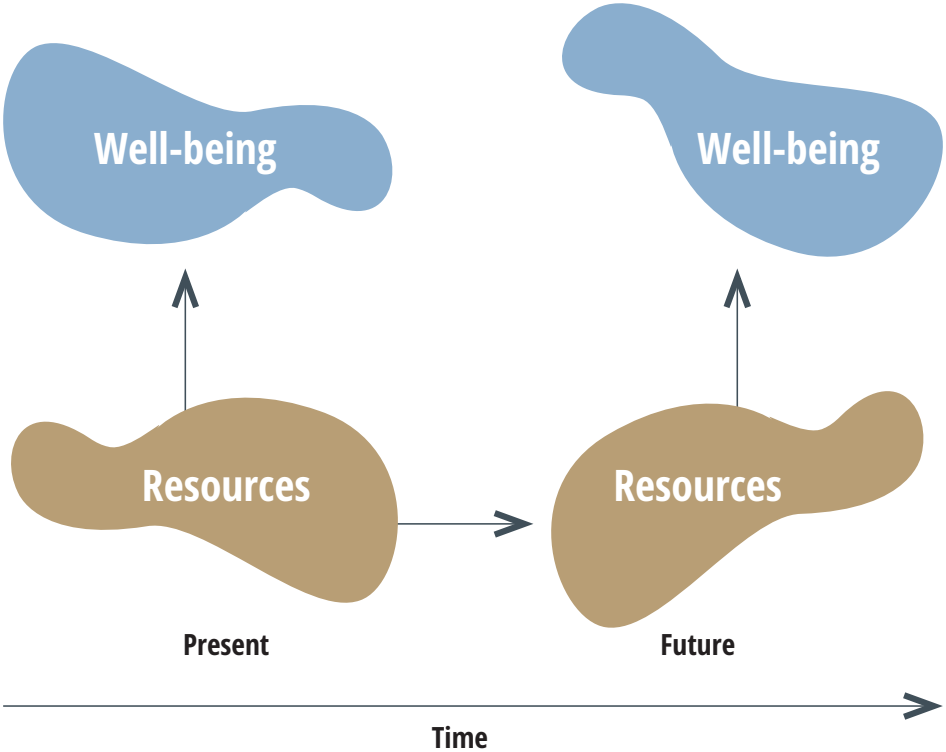 Well-being
Well-being
Resources
Resources
Present
Future
Time